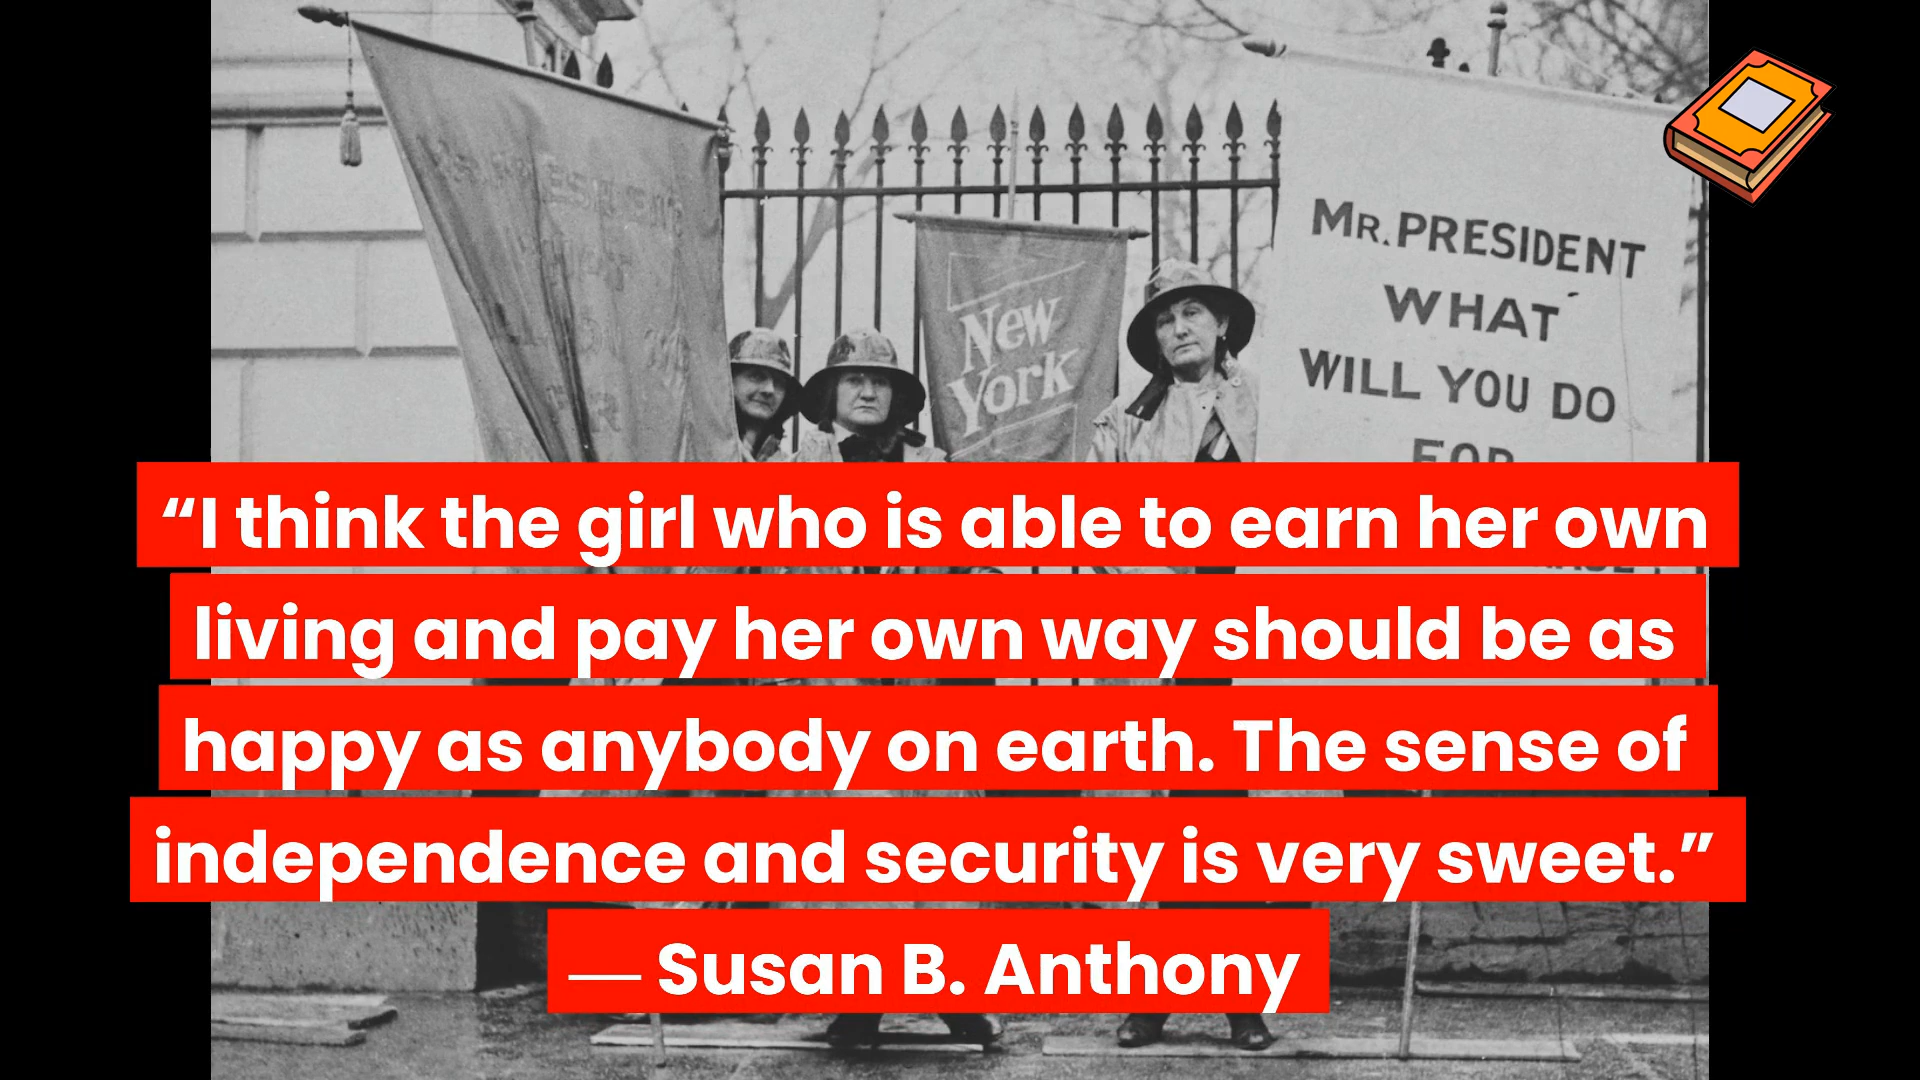 Mr. PRESIDENT
WHAT
WILL YOU DO
FOR
New
York
“I think the girl who is able to earn her own
living and pay her own way should be as
happy as anybody on earth. The sense of
independence and security is very sweet.”
— Susan B. Anthony